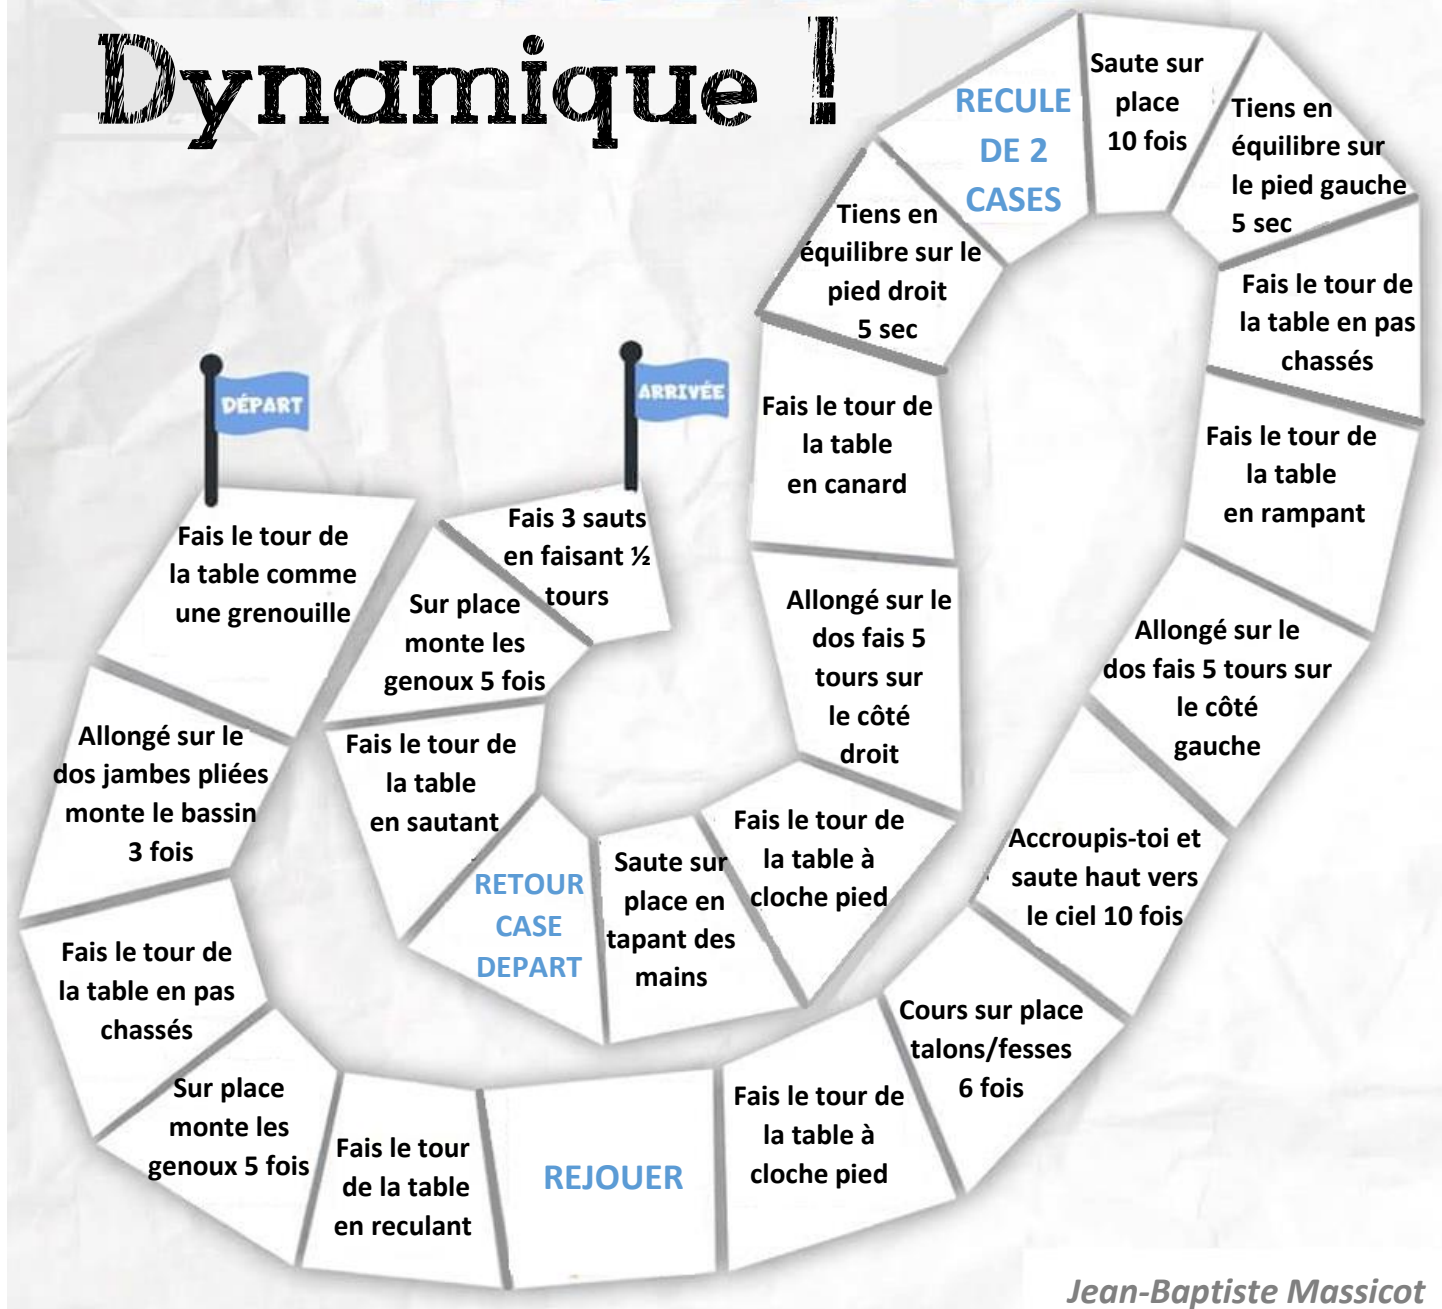 Dynamique !
DÉPART
Fais le tour de
la table comme
une grenouille
Allongé sur le
dos jambes pliées
monte le bassin
3 fois
Fais le tour de
la table en pas
chassés
Sur place
monte les
genoux 5 fois
Fais le tour
de la table
en reculant
REJOUER
Fais le tour de
la table à
cloche pied
Cours sur place
talons/fesses
6 fois
Accroupis-toi et
saute haut vers
le ciel 10 fois
Allongé sur le
dos fais 5 tours sur
le côté
gauche
Fais le tour de
la table
en rampant
Fais le tour de
la table en pas
chassés
Tiens en
équilibre sur
le pied gauche
5 sec
Saute sur
place
10 fois
RECULE
DE 2
CASES
Tiens en
équilibre sur le
pied droit
5 sec
Fais le tour de
la table
en canard
Allongé sur le
dos fais 5
tours sur
le côté
droit
Fais le tour de
la table à
cloche pied
Saute sur
place en
tapant des
mains
RETOUR
CASE
DEPART
Fais le tour de
la table
en sautant
Sur place
monte les
genoux 5 fois
Fais 3 sauts
en faisant ½
tours
ARRIVÉE
Jean-Baptiste Massicot